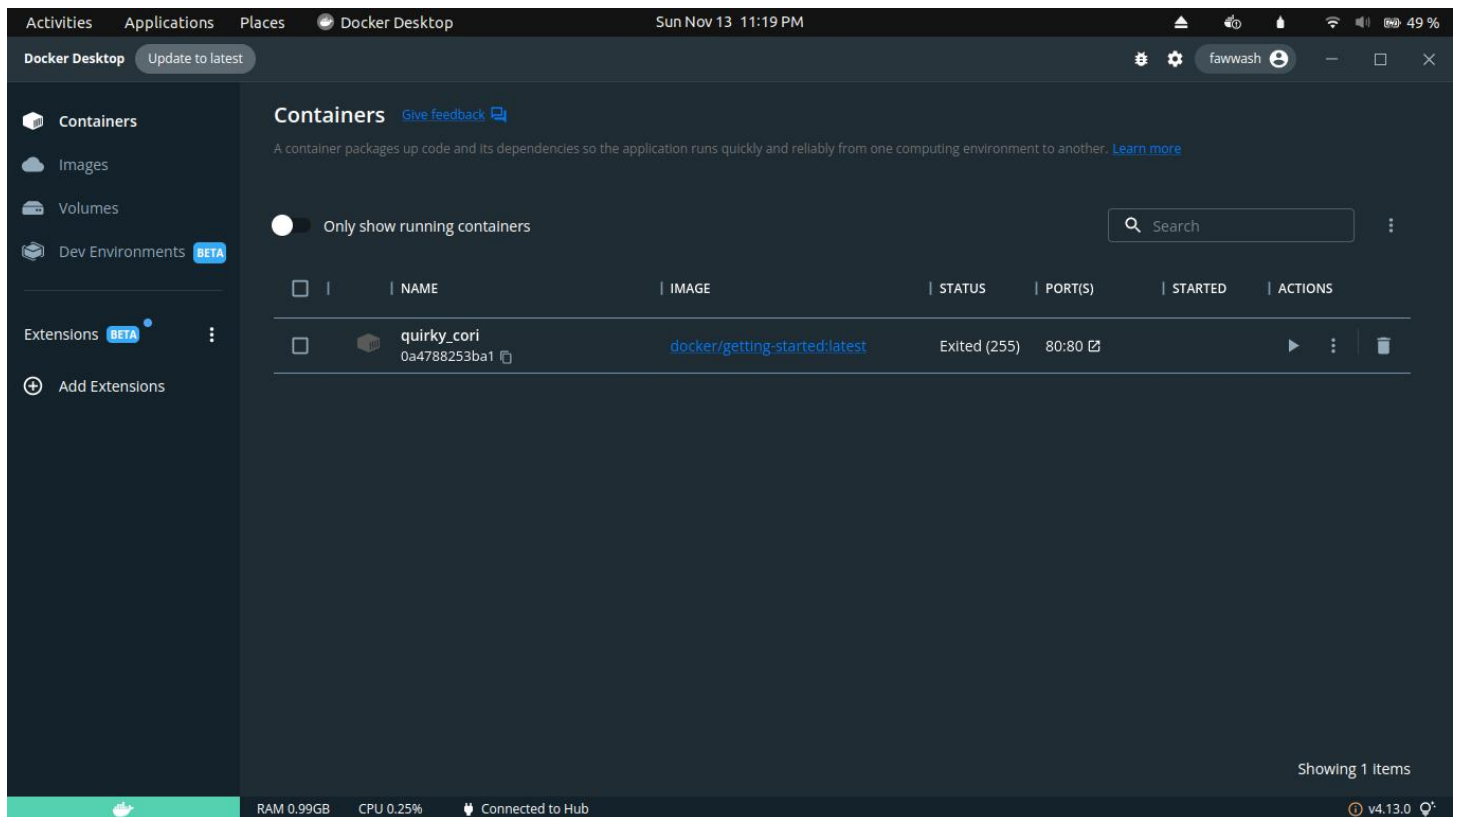 Activities Applications Places Docker Desktop Sun Nov 13 11:19 PM 49 %
Docker Desktop Update to latest fawwash
Containers
Images
Volumes
Dev Environments BETA
Extensions BETA
Add Extensions
Containers Give feedback
A container packages up code and its dependencies so the application runs quickly and reliably from one computing environment to another. Learn more
Only show running containers Search
NAME IMAGE STATUS PORT(S) STARTED ACTIONS
quirky_cori
0a4788253ba1 docker/getting-started:latest Exited (255) 80:80
Showing 1 items
RAM 0.99GB CPU 0.25% Connected to Hub v4.13.0